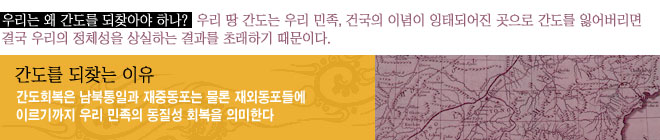 우리는 왜 간도를 되찾아야 하나? 우리 땅 간도는 우리 민족, 건국의 이념이 잉태되어진 곳으로 간도를 잃어버리면
결국 우리의 정체성을 상실하는 결과를 초래하기 때문이다.
간도를 되찾는 이유
간도회복은 남북통일과 재중동포는 물론 재외동포들에
이르기까지 우리 민족의 동질성 회복을 의미한다